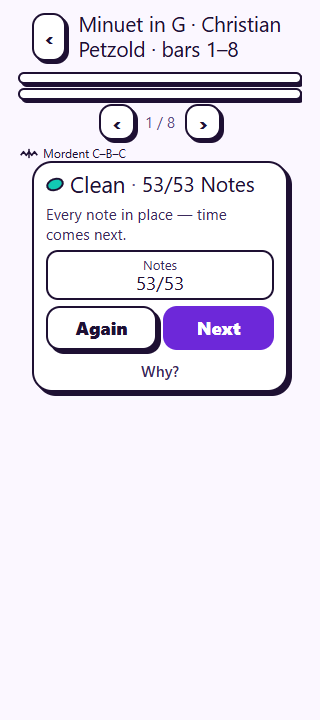 Minuet in G · Christian
Petzold · bars 1–8
1 / 8
Mordent C–B–C
Clean · 53/53 Notes
Every note in place — time
comes next.
Notes
53/53
Again
Next
Why?